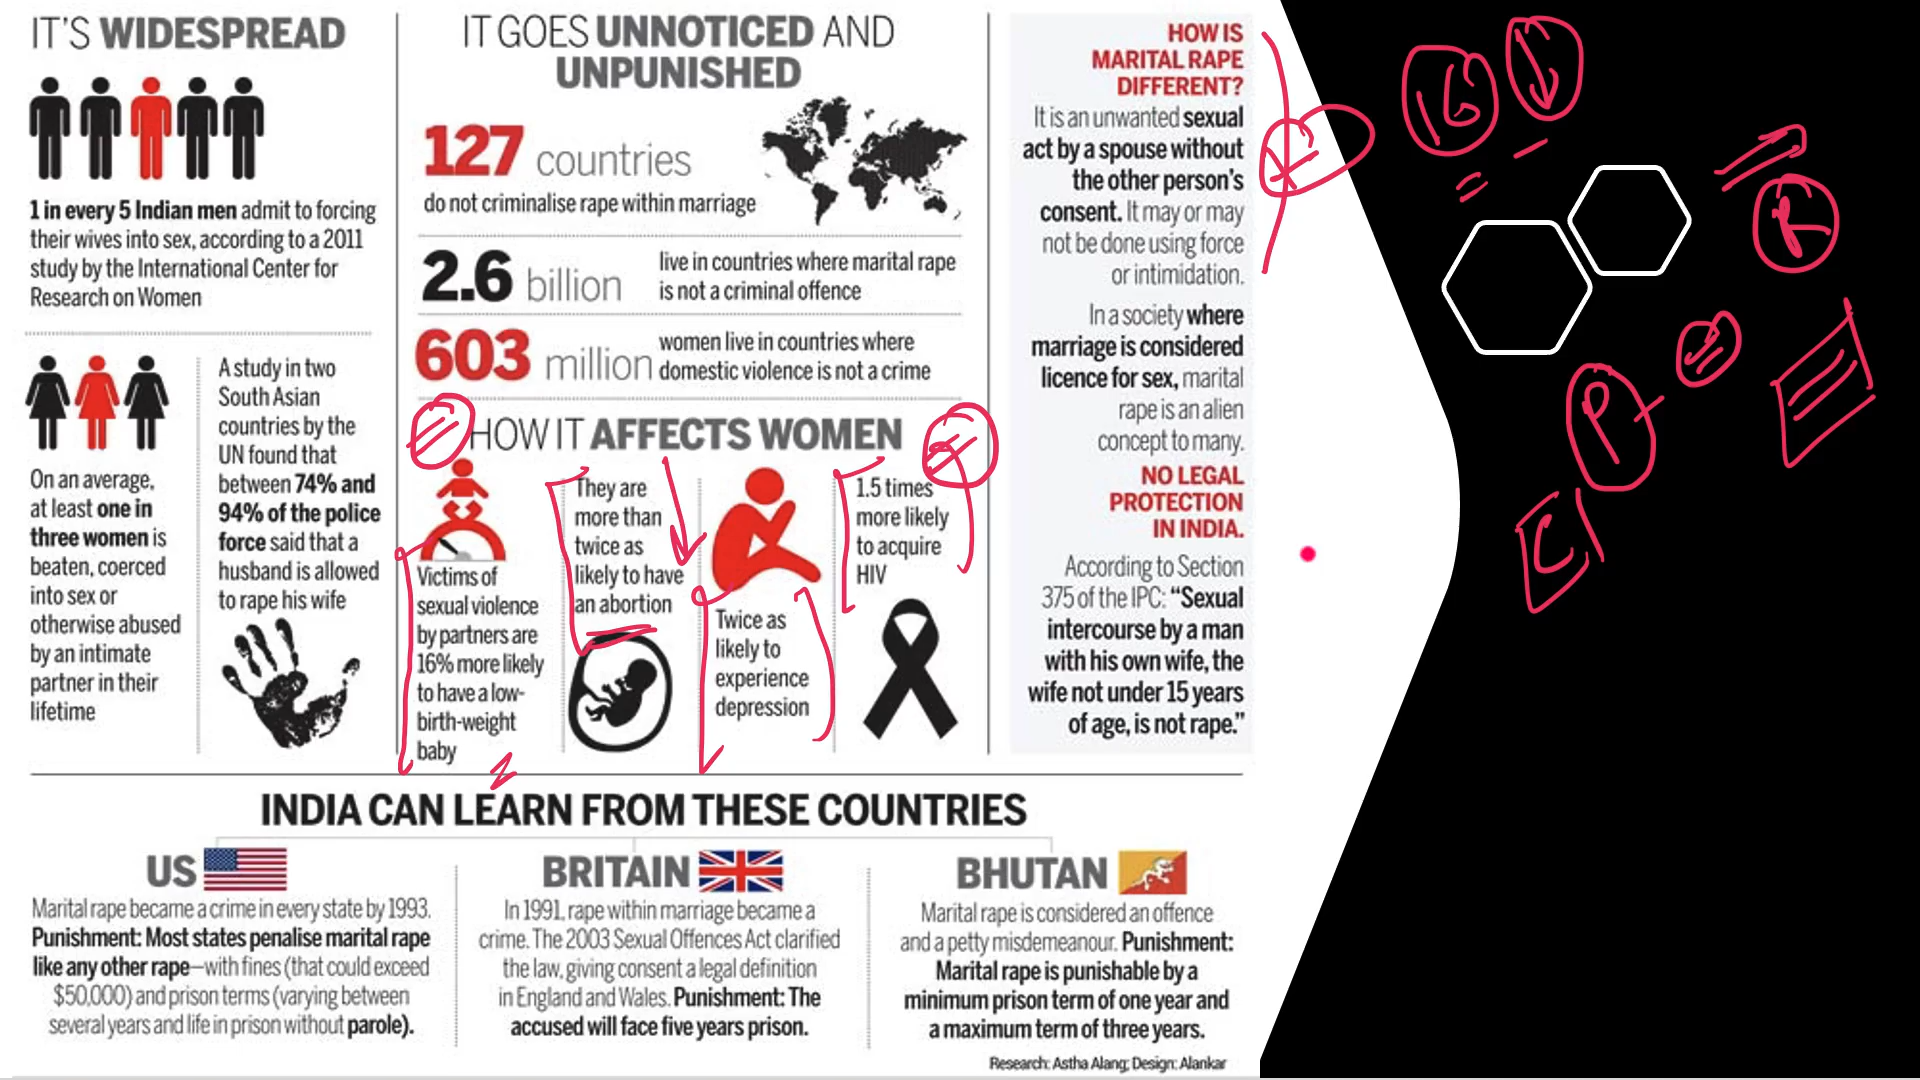 IT'S WIDESPREAD
1 in every 5 Indian men admit to forcing
their wives into sex, according to a 2011
study by the International Center for
Research on Women
On an average,
at least one in
three women is
beaten, coerced
into sex or
otherwise abused
by an intimate
partner in their
lifetime
A study in two
South Asian
countries by the
UN found that
between 74% and
94% of the police
force said that a
husband is allowed
to rape his wife
IT GOES UNNOTICED AND
UNPUNISHED
127 countries
do not criminalise rape within marriage
2.6 billion
live in countries where marital rape
is not a criminal offence
603 million
women live in countries where
domestic violence is not a crime
HOW IT AFFECTS WOMEN
Victims of
sexual violence
by partners are
16% more likely
to have a low-
birth-weight
baby
They are
more than
twice as
likely to have
an abortion
Twice as
likely to
experience
depression
1.5 times
more likely
to acquire
HIV
HOW IS
MARITAL RAPE
DIFFERENT?
It is an unwanted sexual
act by a spouse without
the other person's
consent. It may or may
not be done using force
or intimidation.
In a society where
marriage is considered
licence for sex, marital
rape is an alien
concept to many.
NO LEGAL
PROTECTION
IN INDIA.
According to Section
375 of the IPC: “Sexual
intercourse by a man
with his own wife, the
wife not under 15 years
of age, is not rape.”
INDIA CAN LEARN FROM THESE COUNTRIES
US
Marital rape became a crime in every state by 1993.
Punishment: Most states penalise marital rape
like any other rape—with fines (that could exceed
$50,000) and prison terms (varying between
several years and life in prison without parole).
BRITAIN
In 1991, rape within marriage became a
crime. The 2003 Sexual Offences Act clarified
the law, giving consent a legal definition
in England and Wales. Punishment: The
accused will face five years prison.
BHUTAN
Marital rape is considered an offence
and a petty misdemeanour. Punishment:
Marital rape is punishable by a
minimum prison term of one year and
a maximum term of three years.
Research: Astha Alang; Design: Alankar
16
R
P
C